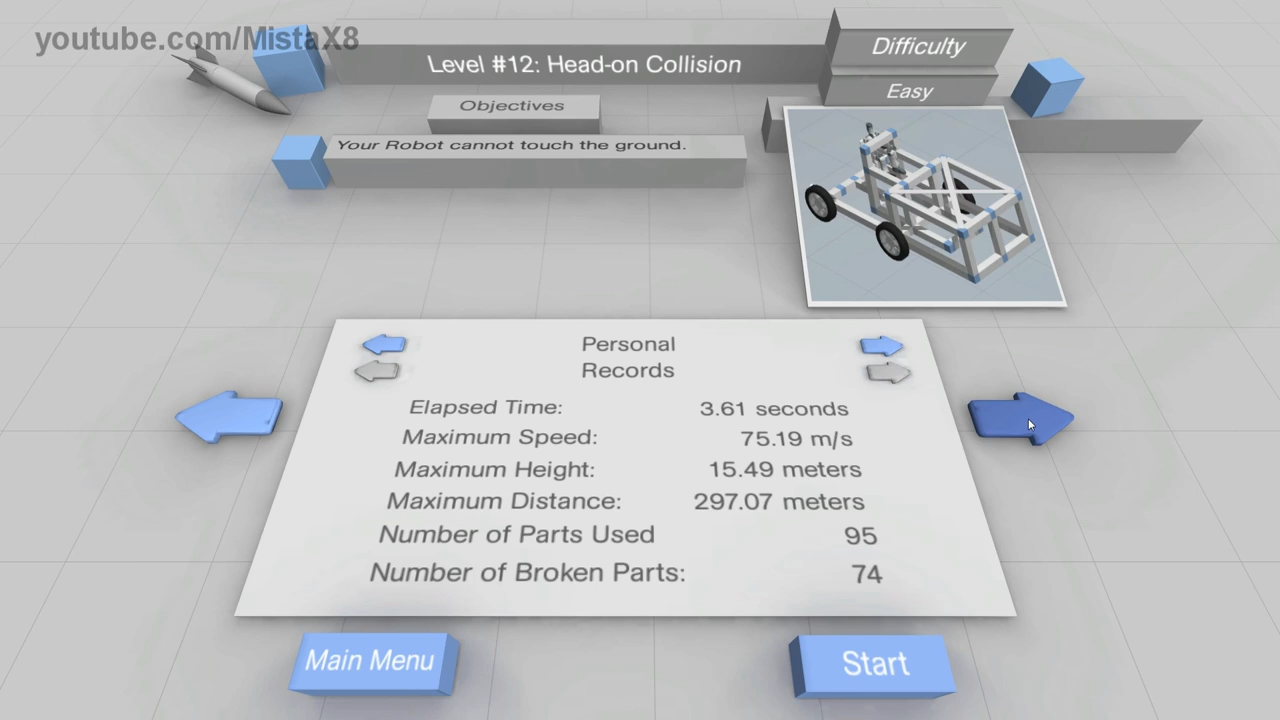 youtube.com/MistaX8
Level #12: Head-on Collision
Difficulty
Easy
Objectives
Your Robot cannot touch the ground.
Personal
Records
Elapsed Time: 3.61 seconds
Maximum Speed: 75.19 m/s
Maximum Height: 15.49 meters
Maximum Distance: 297.07 meters
Number of Parts Used 95
Number of Broken Parts: 74
Main Menu
Start